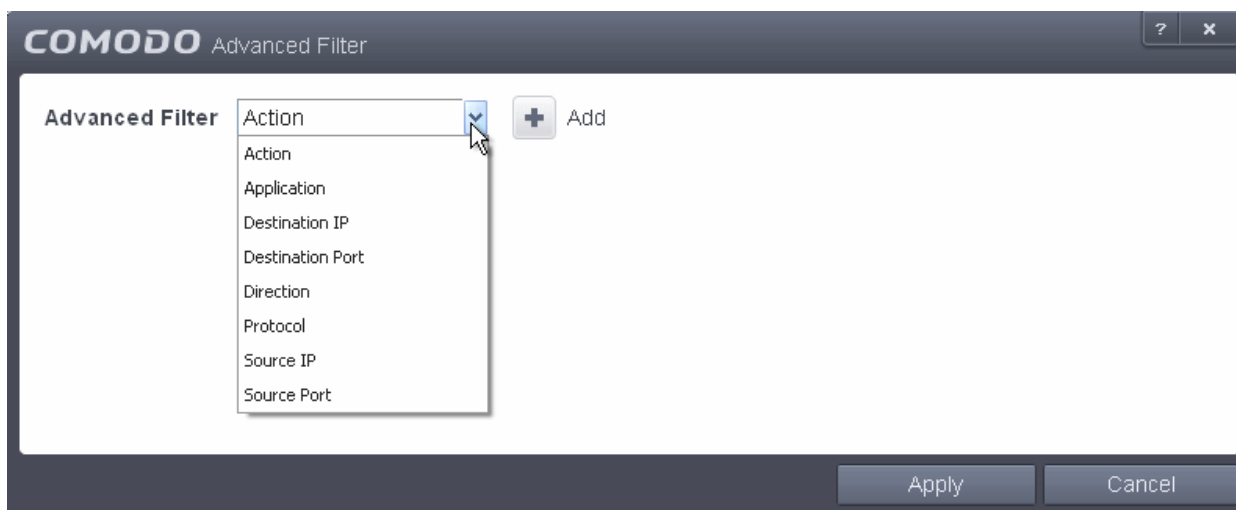 COMODO Advanced Filter ? x
Advanced Filter Action + Add
Action
Application
Destination IP
Destination Port
Direction
Protocol
Source IP
Source Port
Apply Cancel